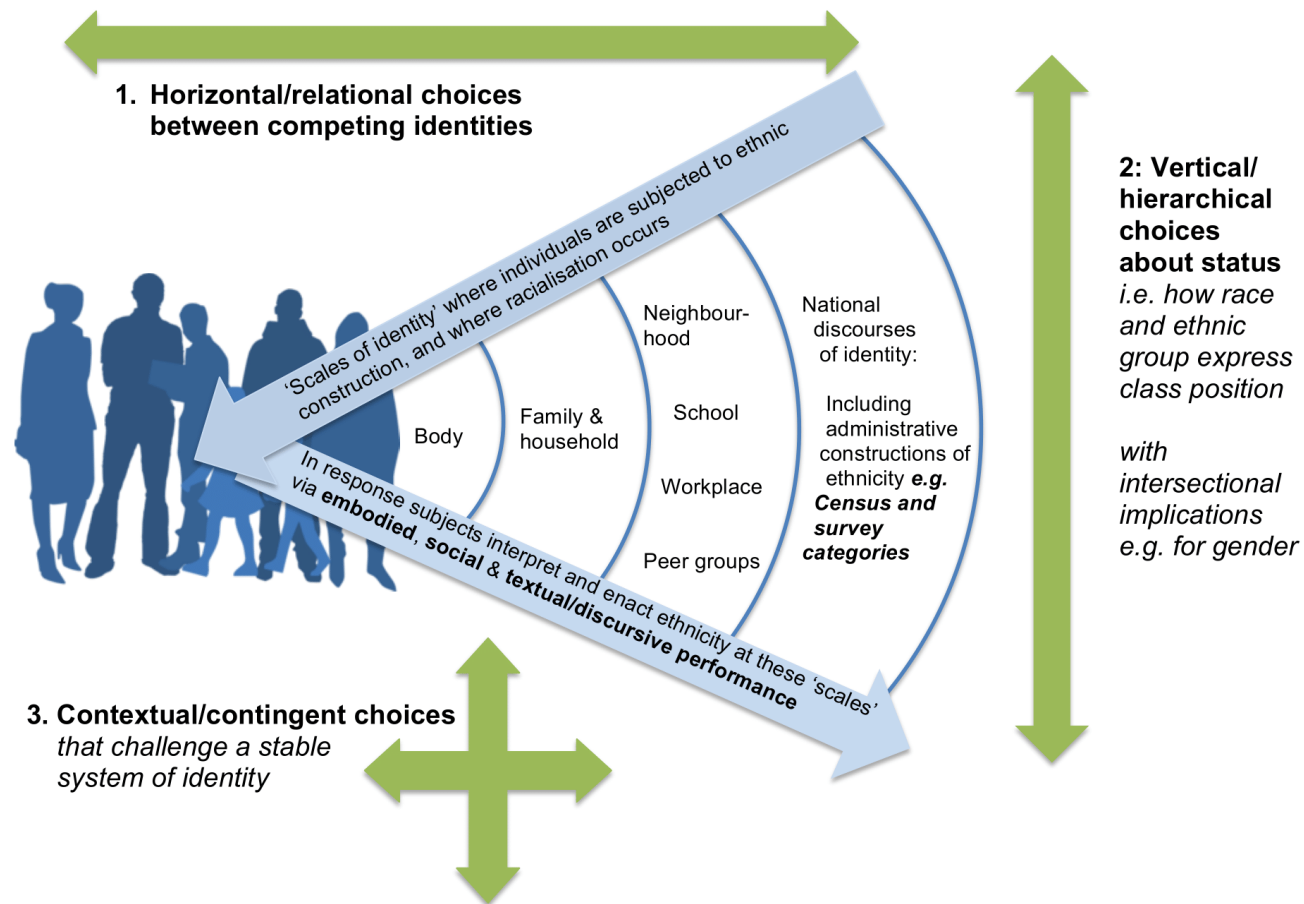 1. Horizontal/relational choices
between competing identities
'Scales of identity' where individuals are subjected to ethnic
construction, and where racialisation occurs
2: Vertical/
hierarchical
choices
about status
i.e. how race
and ethnic
group express
class position
with
intersectional
implications
e.g. for gender
Body
Family &
household
Neighbour-
hood
School
Workplace
Peer groups
National
discourses
of identity:
Including
administrative
constructions of
ethnicity e.g.
Census and
survey
categories
In response subjects interpret and enact ethnicity at these 'scales'
via embodied, social & textual/discursive performance
3. Contextual/contingent choices
that challenge a stable
system of identity